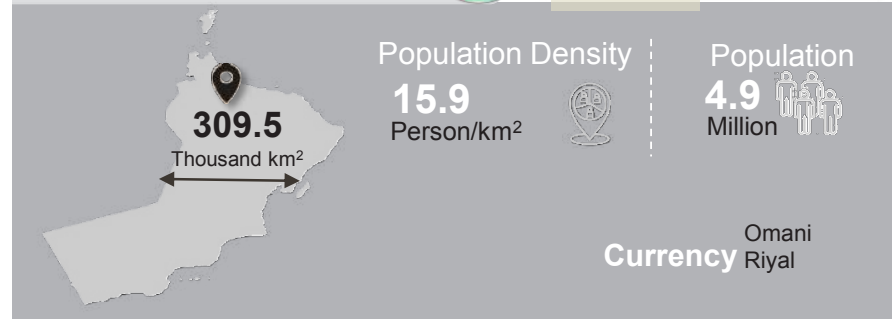 309.5
Thousand km²
Population Density
15.9
Person/km²
Population
4.9
Million
Currency
Omani
Riyal